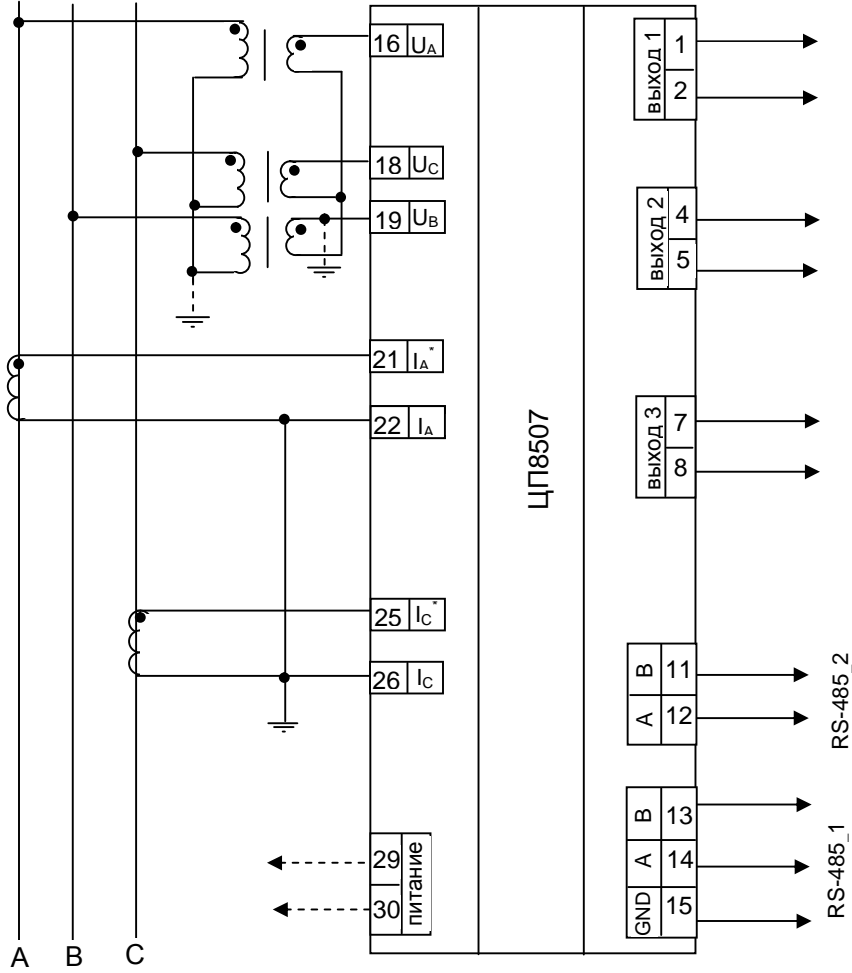 16 UA
18 UC
19 UB
21 IA*
22 IA
25 IC*
26 IC
29
30
питание
ЦП8507
выход 1
1
2
выход 2
4
5
выход 3
7
8
B 11
A 12
RS-485_2
B 13
A 14
GND 15
RS-485_1
A B C